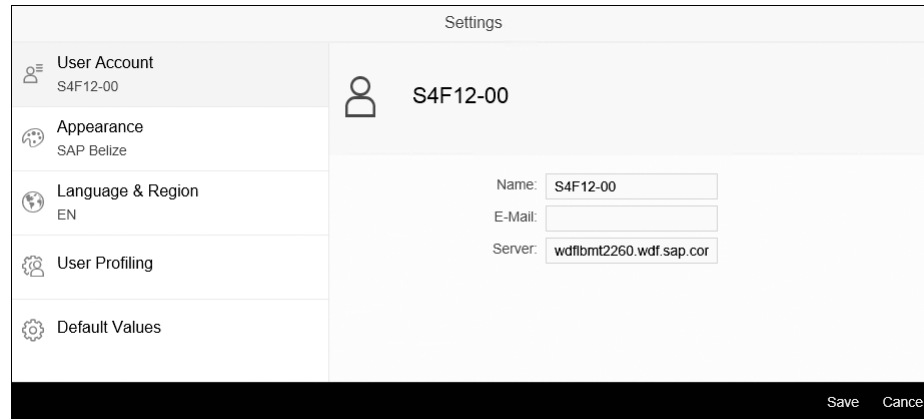 Settings
User Account
S4F12-00
Appearance
SAP Belize
Language & Region
EN
User Profiling
Default Values
S4F12-00
Name: S4F12-00
E-Mail:
Server: wdflbmt2260.wdf.sap.cor
Save Cance